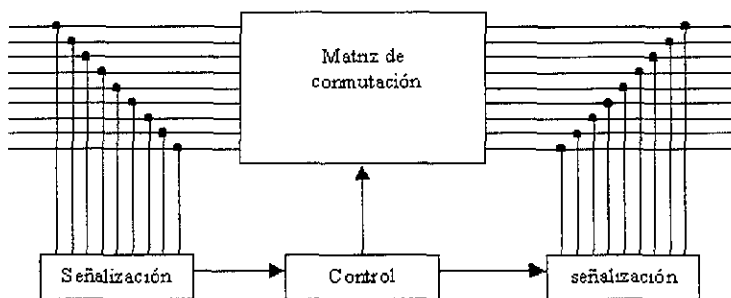 Matriz de
conmutación
Señalización
Control
señalización